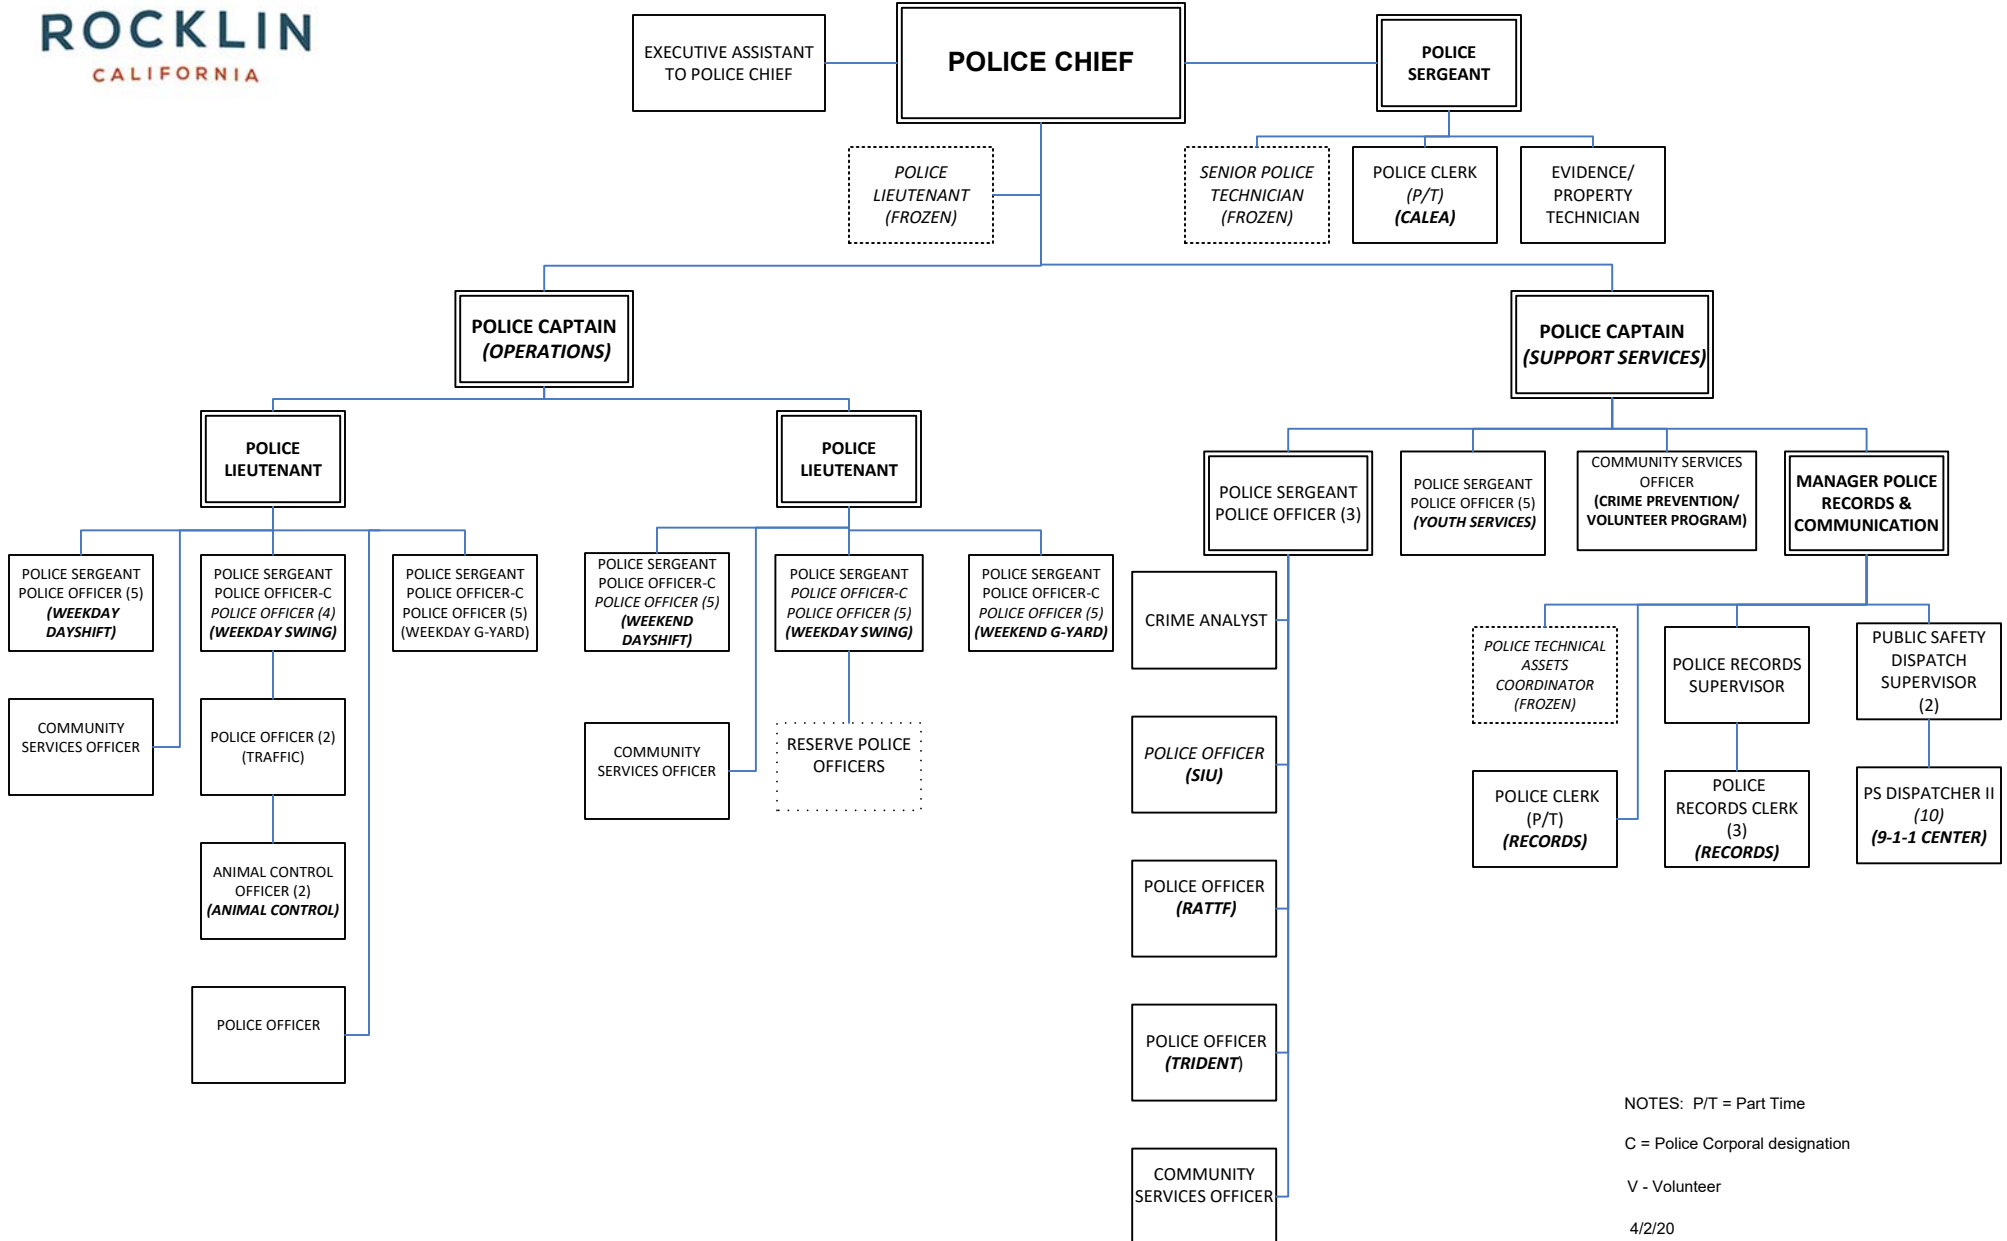 ROCKLIN
CALIFORNIA
EXECUTIVE ASSISTANT
TO POLICE CHIEF
POLICE CHIEF
POLICE
SERGEANT
POLICE
LIEUTENANT
(FROZEN)
SENIOR POLICE
TECHNICIAN
(FROZEN)
POLICE CLERK
(P/T)
(CALEA)
EVIDENCE/
PROPERTY
TECHNICIAN
POLICE CAPTAIN
(OPERATIONS)
POLICE CAPTAIN
(SUPPORT SERVICES)
POLICE
LIEUTENANT
POLICE
LIEUTENANT
POLICE SERGEANT
POLICE OFFICER (3)
POLICE SERGEANT
POLICE OFFICER (5)
(YOUTH SERVICES)
COMMUNITY SERVICES
OFFICER
(CRIME PREVENTION/
VOLUNTEER PROGRAM)
MANAGER POLICE
RECORDS &
COMMUNICATION
POLICE SERGEANT
POLICE OFFICER (5)
(WEEKDAY
DAYSHIFT)
POLICE SERGEANT
POLICE OFFICER-C
POLICE OFFICER (4)
(WEEKDAY SWING)
POLICE SERGEANT
POLICE OFFICER-C
POLICE OFFICER (5)
(WEEKDAY G-YARD)
POLICE SERGEANT
POLICE OFFICER-C
POLICE OFFICER (5)
(WEEKEND
DAYSHIFT)
POLICE SERGEANT
POLICE OFFICER-C
POLICE OFFICER (5)
(WEEKDAY SWING)
POLICE SERGEANT
POLICE OFFICER-C
POLICE OFFICER (5)
(WEEKEND G-YARD)
CRIME ANALYST
POLICE TECHNICAL
ASSETS
COORDINATOR
(FROZEN)
POLICE RECORDS
SUPERVISOR
PUBLIC SAFETY
DISPATCH
SUPERVISOR
(2)
COMMUNITY
SERVICES OFFICER
POLICE OFFICER (2)
(TRAFFIC)
COMMUNITY
SERVICES OFFICER
RESERVE POLICE
OFFICERS
POLICE OFFICER
(SIU)
POLICE CLERK
(P/T)
(RECORDS)
POLICE
RECORDS CLERK
(3)
(RECORDS)
PS DISPATCHER II
(10)
(9-1-1 CENTER)
ANIMAL CONTROL
OFFICER (2)
(ANIMAL CONTROL)
POLICE OFFICER
(RATTF)
POLICE OFFICER
POLICE OFFICER
(TRIDENT)
COMMUNITY
SERVICES OFFICER
NOTES: P/T = Part Time
C = Police Corporal designation
V - Volunteer
4/2/20